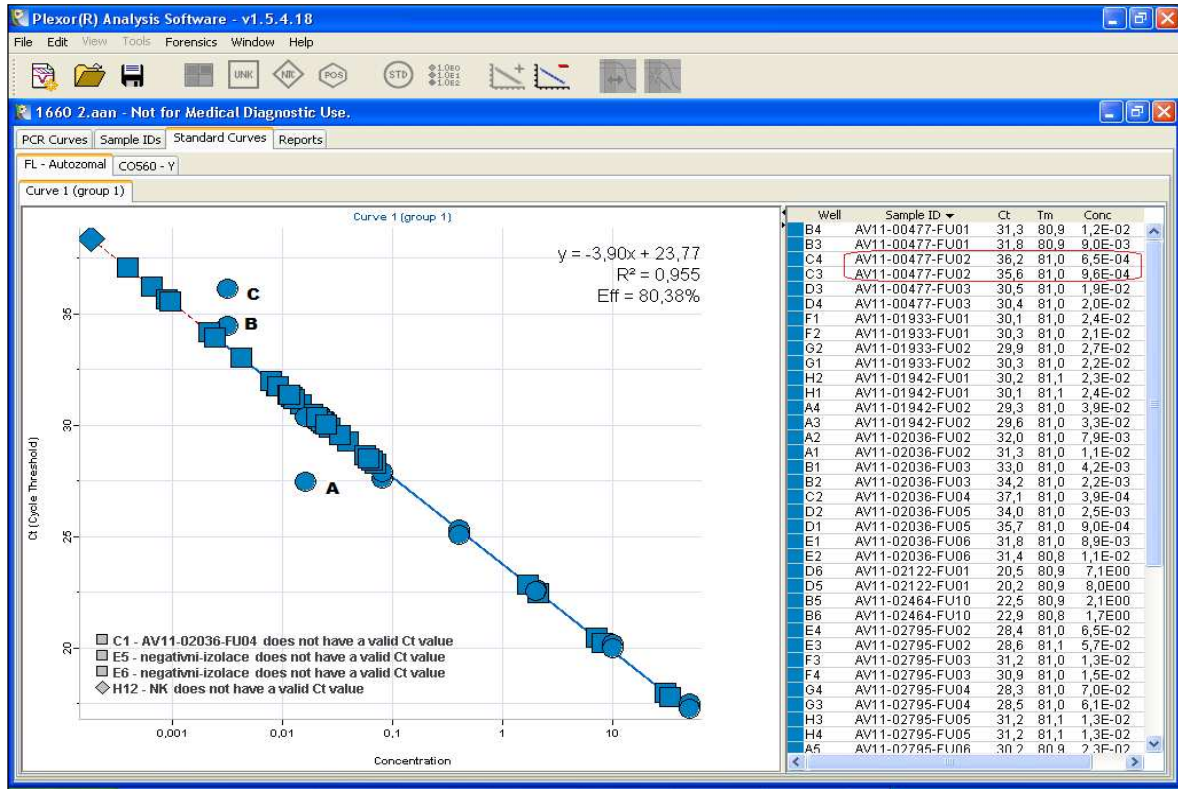 Plexor(R) Analysis Software - v1.5.4.18
File Edit View Tools Forensics Window Help
UNK NTC POS STD 1.0E0 1.0E1 1.0E2
1660 2.aan - Not for Medical Diagnostic Use.
PCR Curves Sample IDs Standard Curves Reports
FL - Autozomal CO560 - Y
Curve 1 (group 1)
Curve 1 (group 1)
y = -3,90x + 23,77
R² = 0,955
Eff = 80,38%
C
B
A
Ct (Cycle Threshold)
35
30
25
20
C1 - AV11-02036-FU04 does not have a valid Ct value
E5 - negativni-izolace does not have a valid Ct value
E6 - negativni-izolace does not have a valid Ct value
H12 - NK does not have a valid Ct value
0,001 0,01 0,1 1 10
Concentration
Well Sample ID Ct Tm Conc
B4 AV11-00477-FU01 31,3 80,9 1,2E-02
B3 AV11-00477-FU01 31,8 80,9 9,0E-03
C4 AV11-00477-FU02 36,2 81,0 6,5E-04
C3 AV11-00477-FU02 35,6 81,0 9,6E-04
D3 AV11-00477-FU03 30,5 81,0 1,9E-02
D4 AV11-00477-FU03 30,4 81,0 2,0E-02
F1 AV11-01933-FU01 30,1 81,0 2,4E-02
F2 AV11-01933-FU01 30,3 81,0 2,1E-02
G2 AV11-01933-FU02 29,9 81,0 2,7E-02
G1 AV11-01933-FU02 30,3 81,0 2,2E-02
H2 AV11-01942-FU01 30,2 81,1 2,3E-02
H1 AV11-01942-FU01 30,1 81,1 2,4E-02
A4 AV11-01942-FU02 29,3 81,0 3,9E-02
A3 AV11-01942-FU02 29,6 81,0 3,3E-02
A2 AV11-02036-FU02 32,0 81,0 7,9E-03
A1 AV11-02036-FU02 31,3 81,0 1,1E-02
B1 AV11-02036-FU03 33,0 81,0 4,2E-03
B2 AV11-02036-FU03 34,2 81,0 2,2E-03
C2 AV11-02036-FU04 37,1 81,0 3,9E-04
D2 AV11-02036-FU05 34,0 81,0 2,5E-03
D1 AV11-02036-FU05 35,7 81,0 9,0E-04
E1 AV11-02036-FU06 31,8 81,0 8,9E-03
E2 AV11-02036-FU06 31,4 80,8 1,1E-02
D6 AV11-02122-FU01 20,5 80,9 7,1E00
D5 AV11-02122-FU01 20,2 80,9 8,0E00
B5 AV11-02464-FU10 22,5 80,9 2,1E00
B6 AV11-02464-FU10 22,9 80,8 1,7E00
E4 AV11-02795-FU02 28,4 81,0 6,5E-02
E3 AV11-02795-FU02 28,6 81,1 5,7E-02
F3 AV11-02795-FU03 31,2 81,0 1,3E-02
F4 AV11-02795-FU03 30,9 81,0 1,5E-02
G4 AV11-02795-FU04 28,3 81,0 7,0E-02
G3 AV11-02795-FU04 28,5 81,0 6,1E-02
H3 AV11-02795-FU05 31,2 81,1 1,3E-02
H4 AV11-02795-FU05 31,2 81,1 1,3E-02
A5 AV11-02795-FU06 30,2 80,9 2,3E-02